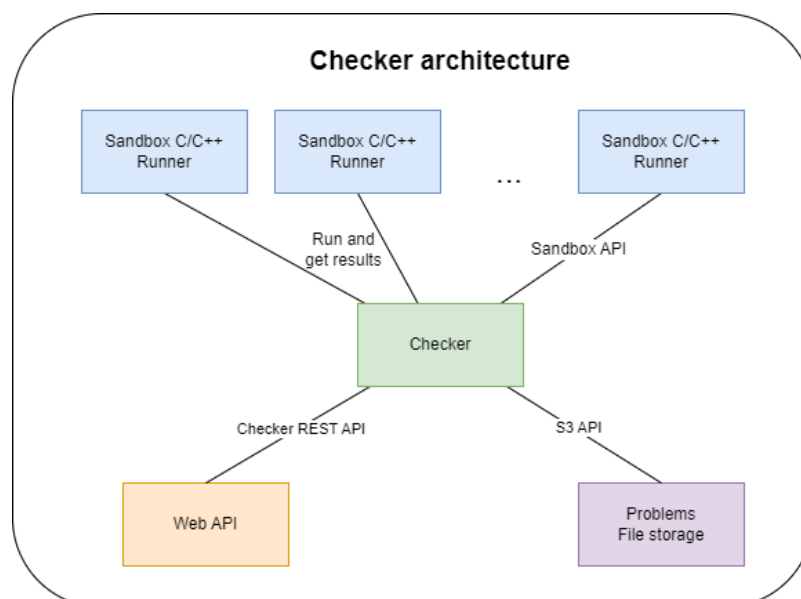 Checker architecture
Sandbox C/C++
Runner
Sandbox C/C++
Runner
...
Sandbox C/C++
Runner
Run and
get results
Sandbox API
Checker
Checker REST API
S3 API
Web API
Problems
File storage